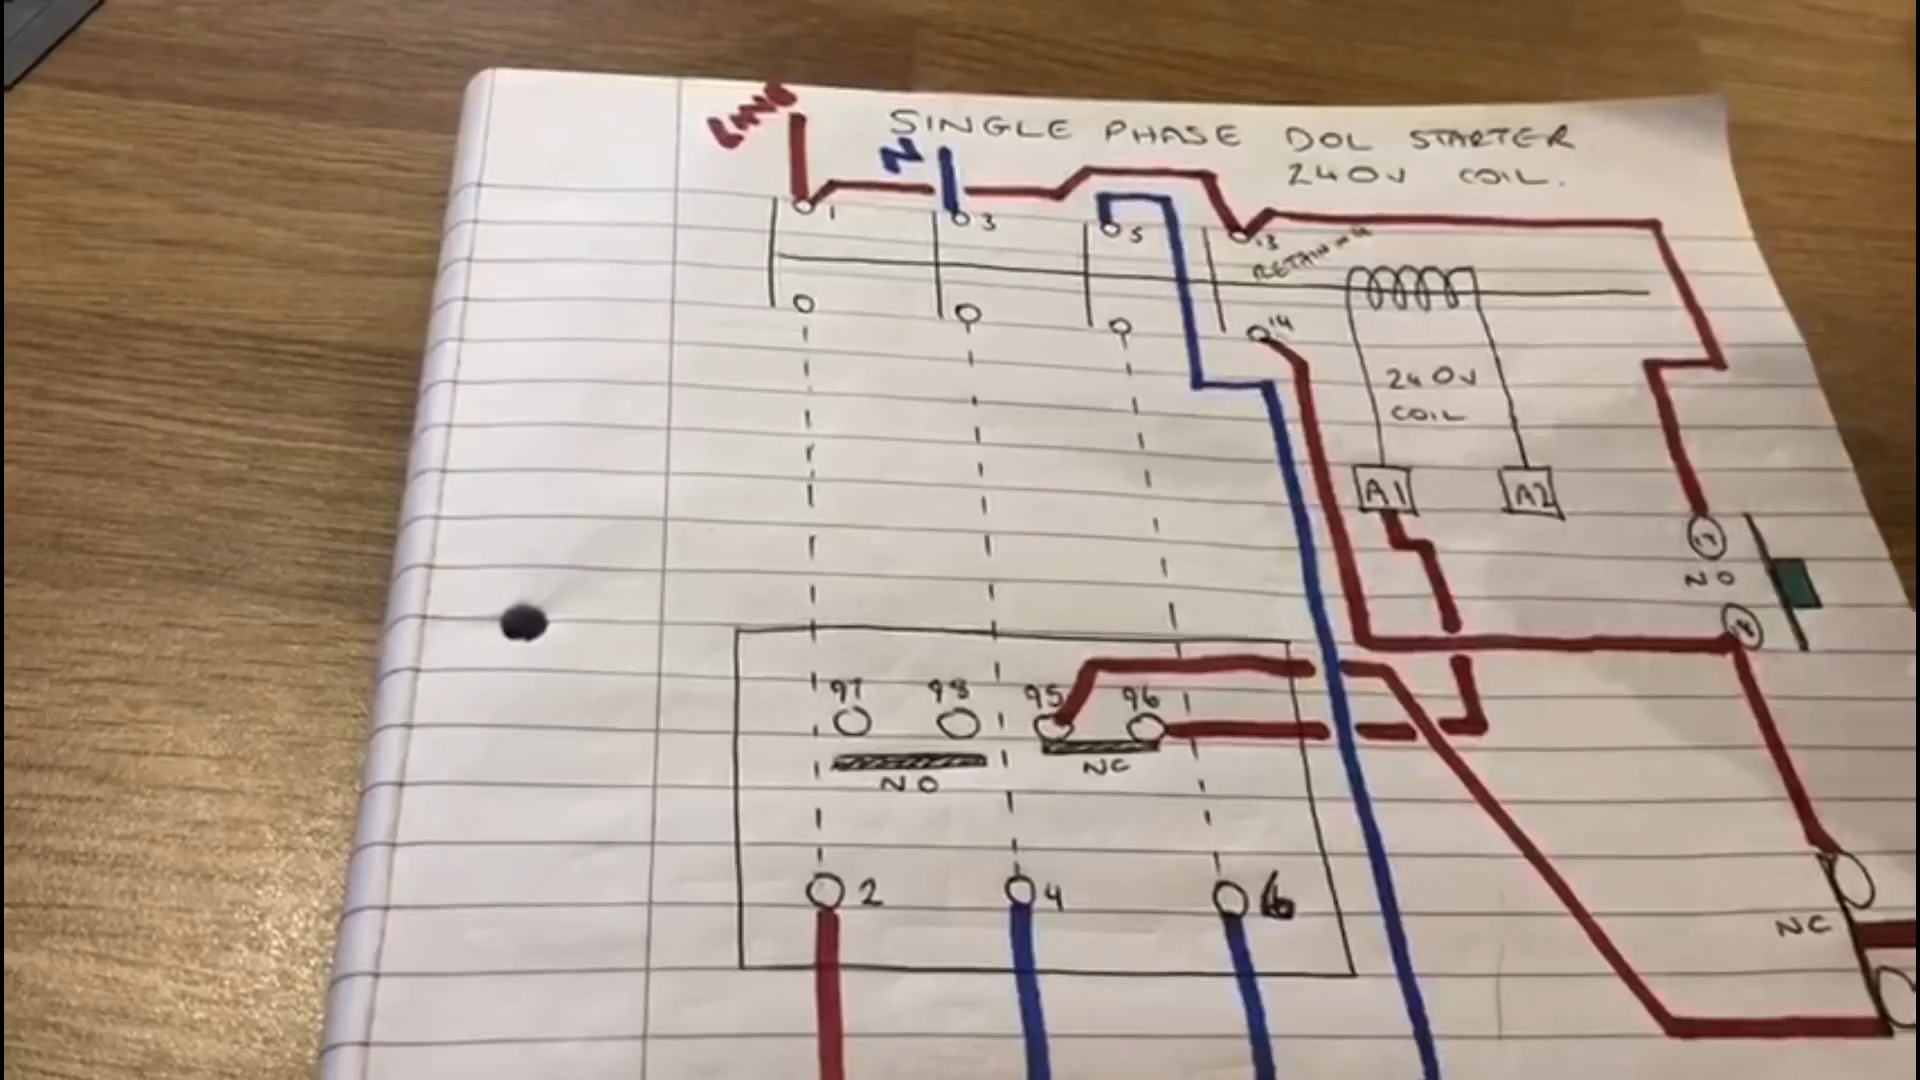 LINE
SINGLE PHASE DOL STARTER
N
240V COIL.
1
3
5
13
RETAINING
14
240V
COIL
A1
A2
NO
97 98 95 96
NO
NC
2
4
6
NC